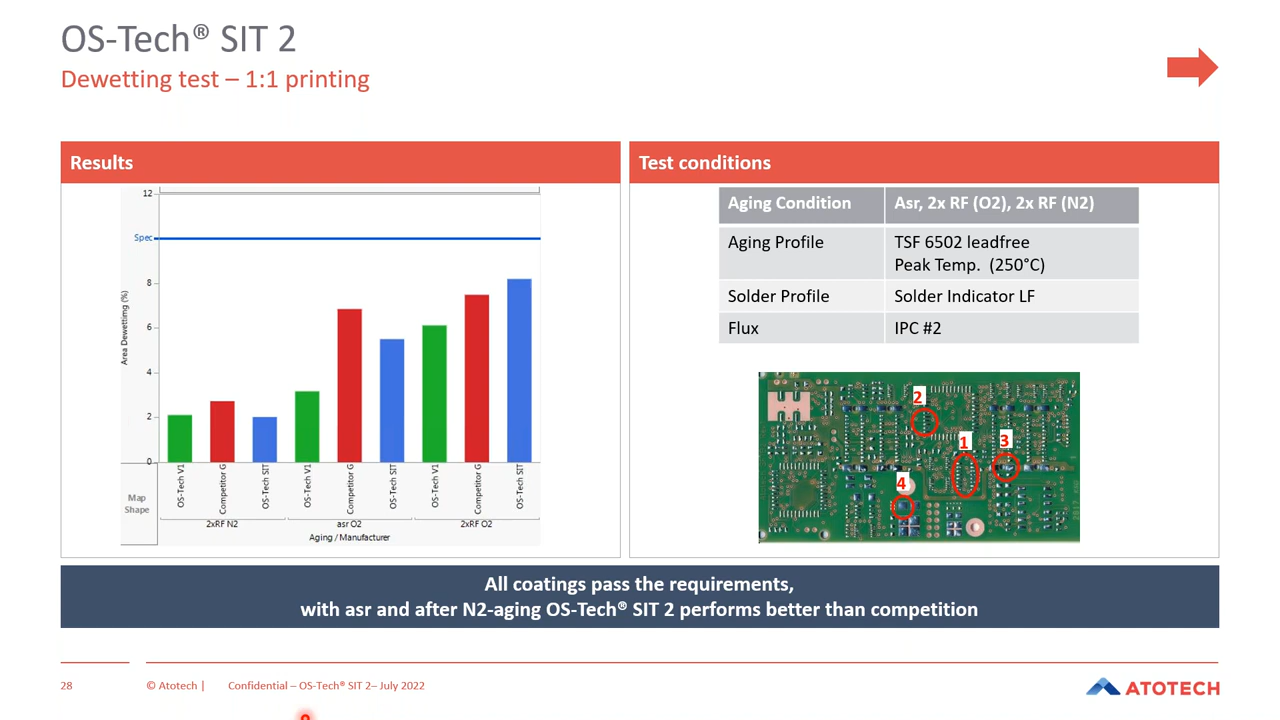 OS-Tech® SIT 2
Dewetting test – 1:1 printing
Results
12
Spec
8
6
4
2
0
Area Dewetting (%)
OS-Tech V1
Competitor G
OS-Tech SIT
OS-Tech V1
Competitor G
OS-Tech SIT
OS-Tech V1
Competitor G
OS-Tech SIT
Map
Shape
2xRF N2
asr O2
2xRF O2
Aging / Manufacturer
Test conditions
Aging Condition Asr, 2x RF (O2), 2x RF (N2)
Aging Profile TSF 6502 leadfree
Peak Temp. (250°C)
Solder Profile Solder Indicator LF
Flux IPC #2
2
1
3
4
All coatings pass the requirements,
with asr and after N2-aging OS-Tech® SIT 2 performs better than competition
28 © Atotech | Confidential – OS-Tech® SIT 2– July 2022
ATOTECH